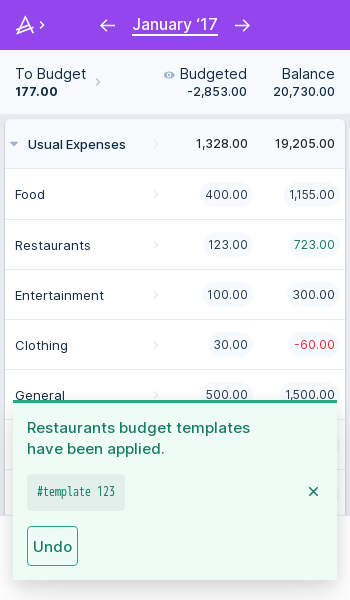 January ‘17
To Budget
Budgeted
Balance
177.00
-2,853.00
20,730.00
Usual Expenses
1,328.00
19,205.00
Food
400.00
1,155.00
Restaurants
123.00
723.00
Entertainment
100.00
300.00
Clothing
30.00
-60.00
General
500.00
1,500.00
Restaurants budget templates
have been applied.
#template 123
Undo